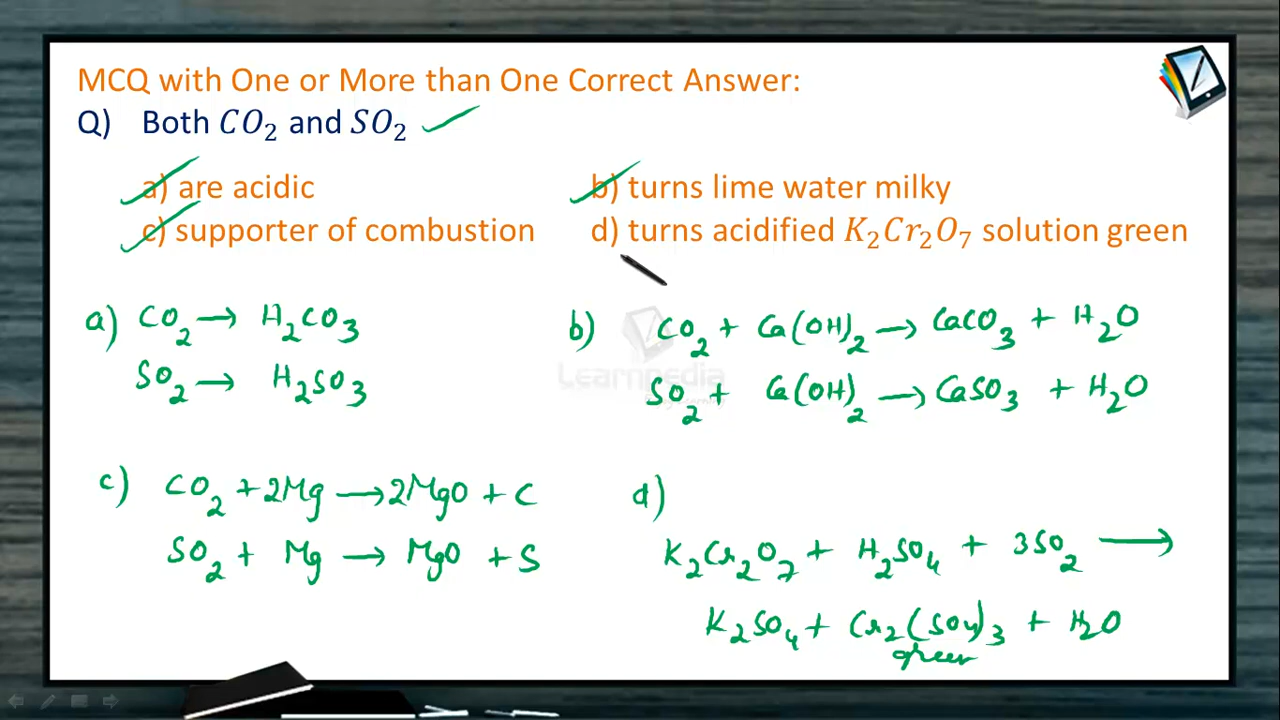 MCQ with One or More than One Correct Answer:
Q) Both CO₂ and SO₂ ✓
a) are acidic
b) turns lime water milky
c) supporter of combustion
d) turns acidified K₂Cr₂O₇ solution green
a) CO₂ → H₂CO₃
SO₂ → H₂SO₃
b) CO₂ + Ca(OH)₂ → CaCO₃ + H₂O
SO₂ + Ca(OH)₂ → CaSO₃ + H₂O
Learnpedia
c) CO₂ + 2Mg → 2MgO + C
SO₂ + Mg → MgO + S
d)
K₂Cr₂O₇ + H₂SO₄ + 3SO₂ →
K₂SO₄ + Cr₂(SO₄)₃ + H₂O
green